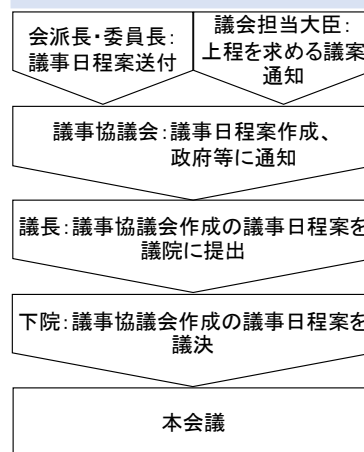 会派長・委員長：
議事日程案送付
議会担当大臣：
上程を求める議案
通知
議事協議会：議事日程案作成、
政府等に通知
議長：議事協議会作成の議事日程案を
議院に提出
下院：議事協議会作成の議事日程案を
議決
本会議